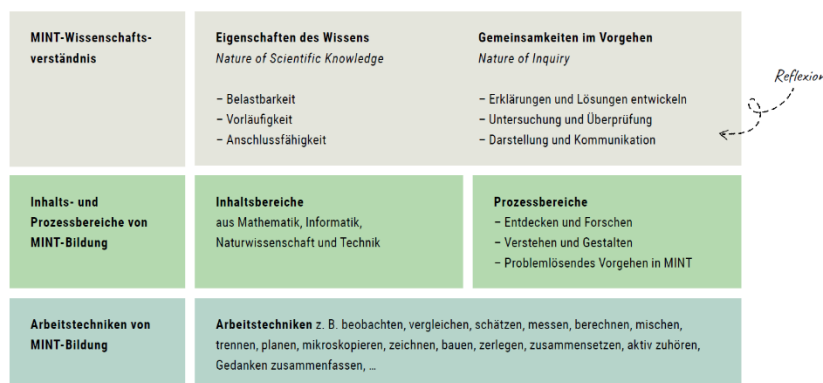 MINT-Wissenschafts-
verständnis
Eigenschaften des Wissens
Nature of Scientific Knowledge
– Belastbarkeit
– Vorläufigkeit
– Anschlussfähigkeit
Gemeinsamkeiten im Vorgehen
Nature of Inquiry
– Erklärungen und Lösungen entwickeln
– Untersuchung und Überprüfung
– Darstellung und Kommunikation
Reflexion
Inhalts- und
Prozessbereiche von
MINT-Bildung
Inhaltsbereiche
aus Mathematik, Informatik,
Naturwissenschaft und Technik
Prozessbereiche
– Entdecken und Forschen
– Verstehen und Gestalten
– Problemlösendes Vorgehen in MINT
Arbeitstechniken von
MINT-Bildung
Arbeitstechniken z. B. beobachten, vergleichen, schätzen, messen, berechnen, mischen,
trennen, planen, mikroskopieren, zeichnen, bauen, zerlegen, zusammensetzen, aktiv zuhören,
Gedanken zusammenfassen, …